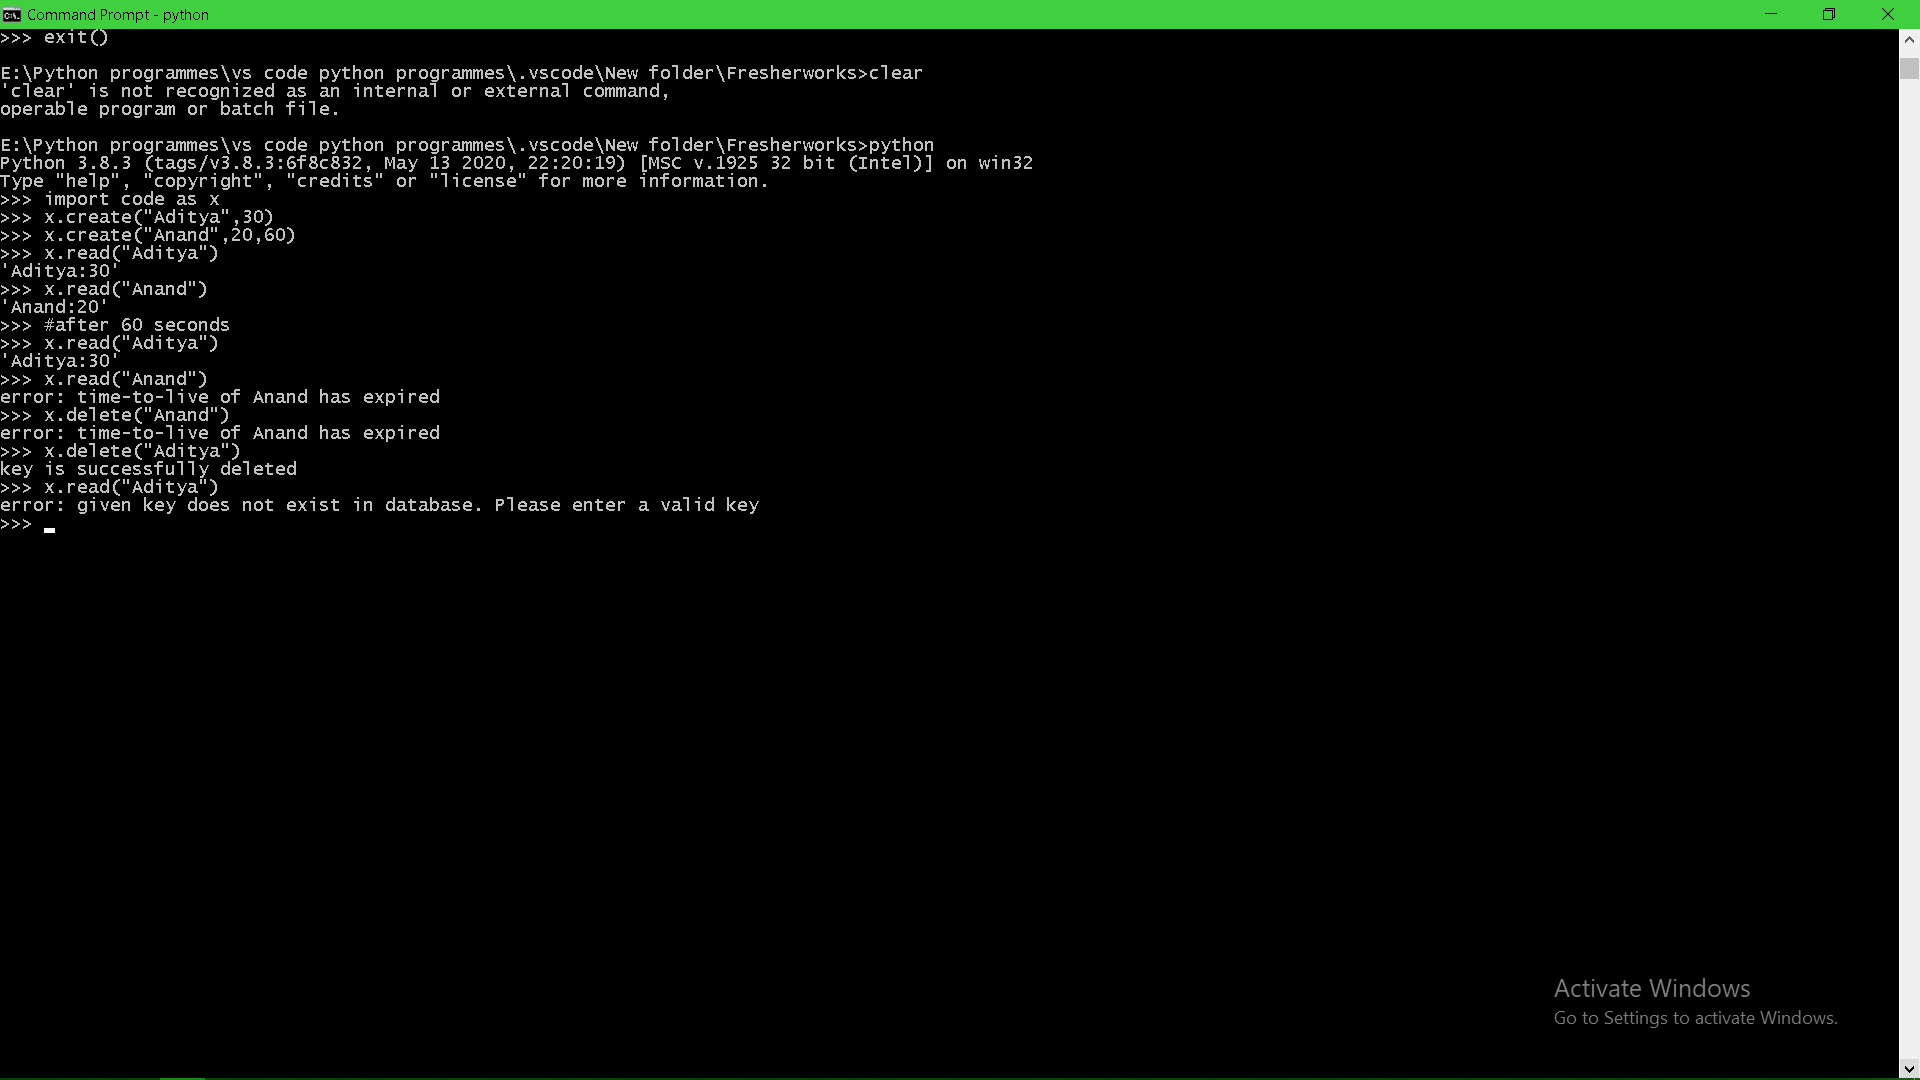 Command Prompt - python
>>> exit()
E:\Python programmes\vs code python programmes\.vscode\New folder\Fresherworks>clear
'clear' is not recognized as an internal or external command,
operable program or batch file.
E:\Python programmes\vs code python programmes\.vscode\New folder\Fresherworks>python
Python 3.8.3 (tags/v3.8.3:6f8c832, May 13 2020, 22:20:19) [MSC v.1925 32 bit (Intel)] on win32
Type "help", "copyright", "credits" or "license" for more information.
>>> import code as x
>>> x.create("Aditya",30)
>>> x.create("Anand",20,60)
>>> x.read("Aditya")
'Aditya:30'
>>> x.read("Anand")
'Anand:20'
>>> #after 60 seconds
>>> x.read("Aditya")
'Aditya:30'
>>> x.read("Anand")
error: time-to-live of Anand has expired
>>> x.delete("Anand")
error: time-to-live of Anand has expired
>>> x.delete("Aditya")
key is successfully deleted
>>> x.read("Aditya")
error: given key does not exist in database. Please enter a valid key
>>>
Activate Windows
Go to Settings to activate Windows.